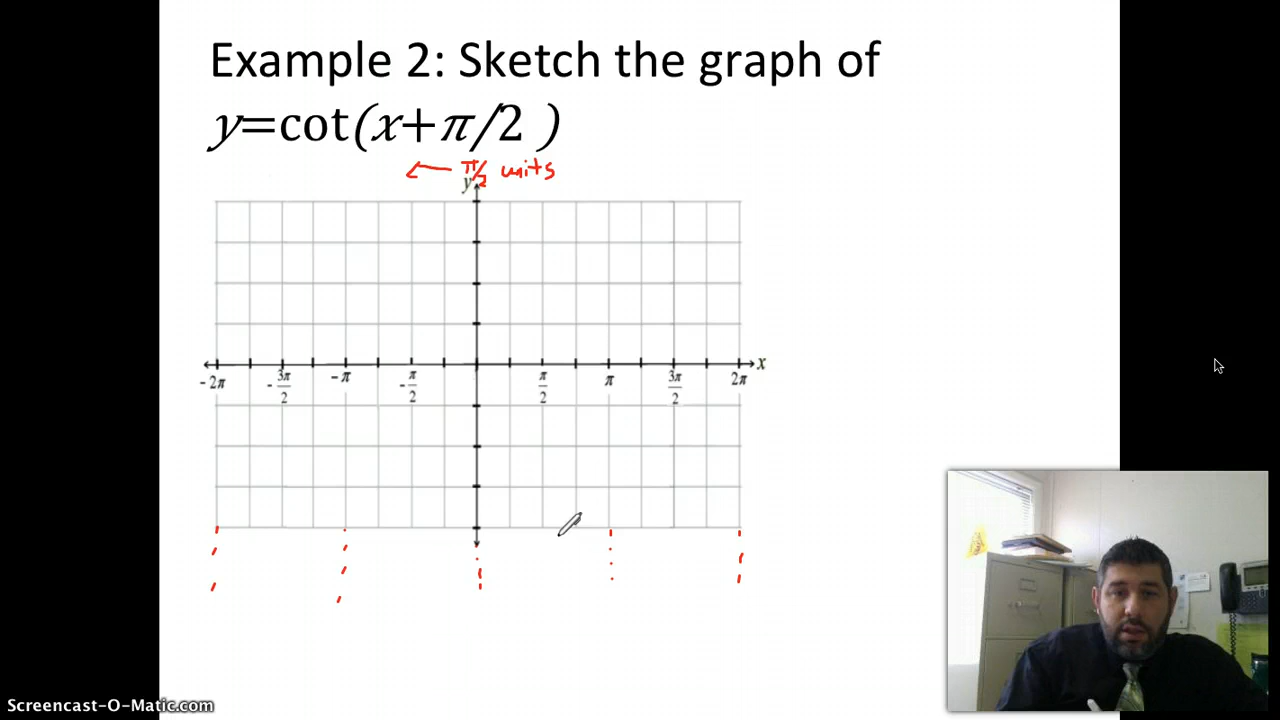 Example 2: Sketch the graph of
y=cot(x+π/2 )
← π/2 units
y
x
-2π -3π/2 -π -π/2 π/2 π 3π/2 2π
Screencast-O-Matic.com